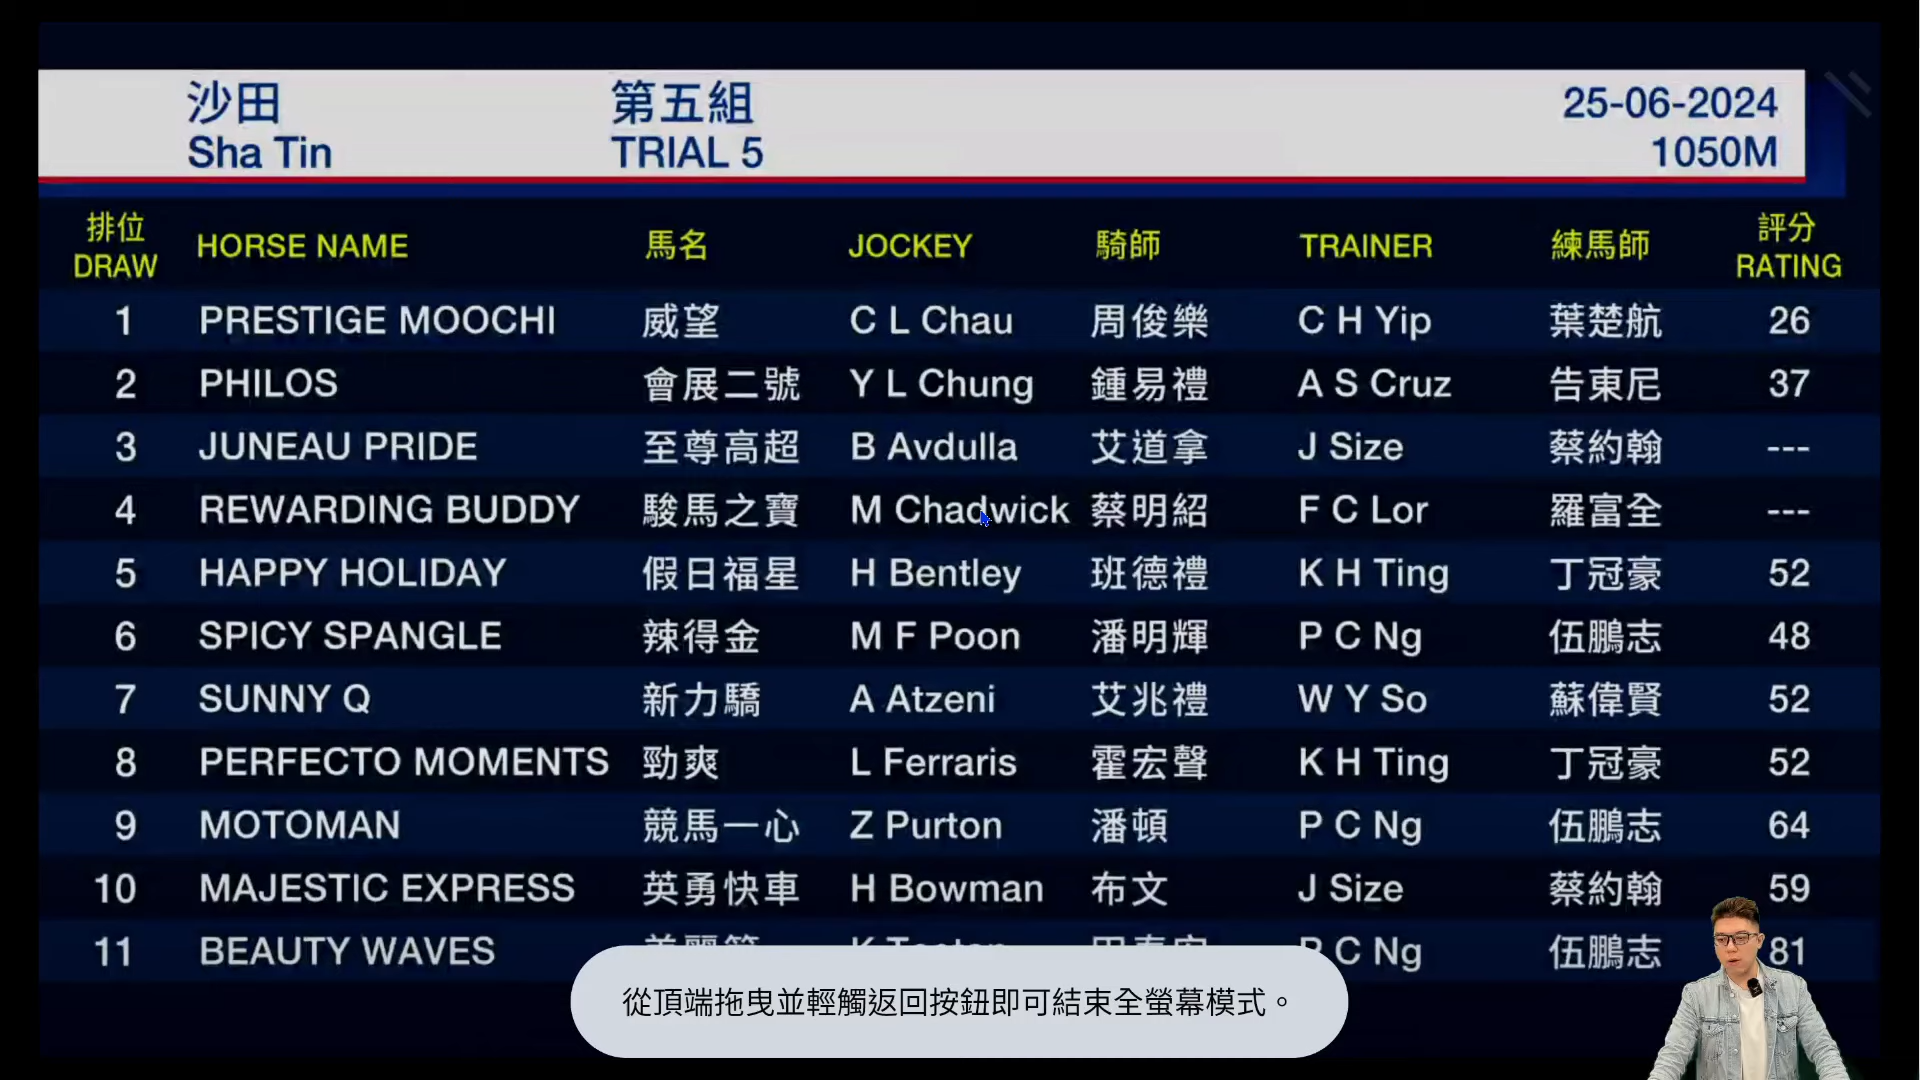 沙田 第五組 25-06-2024
Sha Tin TRIAL 5 1050M
排位 HORSE NAME 馬名 JOCKEY 騎師 TRAINER 練馬師 評分
DRAW RATING
1 PRESTIGE MOOCHI 威望 C L Chau 周俊樂 C H Yip 葉楚航 26
2 PHILOS 會展二號 Y L Chung 鍾易禮 A S Cruz 告東尼 37
3 JUNEAU PRIDE 至尊高超 B Avdulla 艾道拿 J Size 蔡約翰 ---
4 REWARDING BUDDY 駿馬之寶 M Chadwick 蔡明紹 F C Lor 羅富全 ---
5 HAPPY HOLIDAY 假日福星 H Bentley 班德禮 K H Ting 丁冠豪 52
6 SPICY SPANGLE 辣得金 M F Poon 潘明輝 P C Ng 伍鵬志 48
7 SUNNY Q 新力驕 A Atzeni 艾兆禮 W Y So 蘇偉賢 52
8 PERFECTO MOMENTS 勁爽 L Ferraris 霍宏聲 K H Ting 丁冠豪 52
9 MOTOMAN 競馬一心 Z Purton 潘頓 P C Ng 伍鵬志 64
10 MAJESTIC EXPRESS 英勇快車 H Bowman 布文 J Size 蔡約翰 59
11 BEAUTY WAVES P C Ng 伍鵬志 81
從頂端拖曳並輕觸返回按鈕即可結束全螢幕模式。